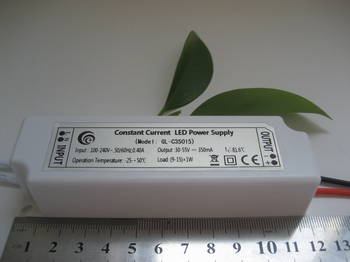 Constant Current LED Power Supply
(Model: GL-C35015)
Input: 100-240V~, 50/60Hz, 0.40A
Output: 30-55V ⎓ 350mA
Operation Temperature: -25~+50℃
Load: (9-15)×1W
INPUT
L N
OUTPUT
- +
1 2 3 4 5 6 7 8 9 10 11 12 13